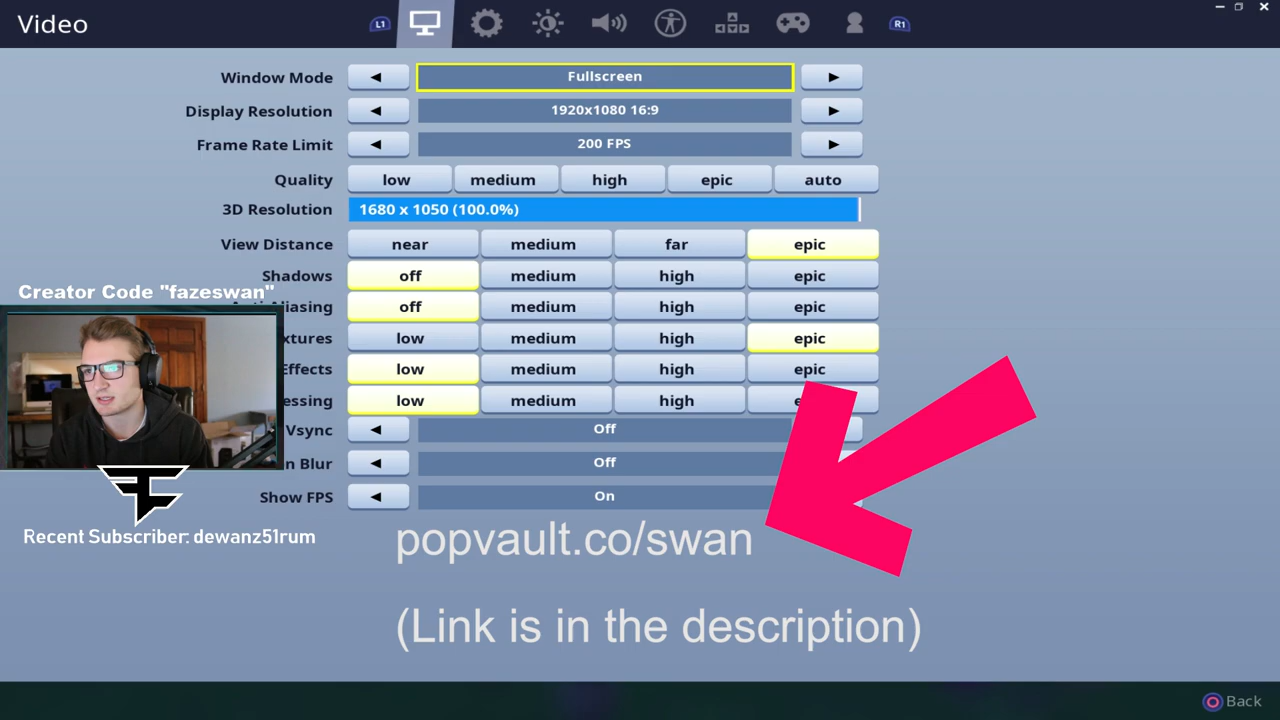 Video
L1
R1
Window Mode Fullscreen
Display Resolution 1920x1080 16:9
Frame Rate Limit 200 FPS
Quality low medium high epic auto
3D Resolution 1680 x 1050 (100.0%)
View Distance near medium far epic
Shadows off medium high epic
Creator Code "fazeswan"
Aliasing off medium high epic
xtures low medium high epic
Effects low medium high epic
essing low medium high
Vsync Off
n Blur Off
Show FPS On
Recent Subscriber: dewanz51rum
popvault.co/swan
(Link is in the description)
Back